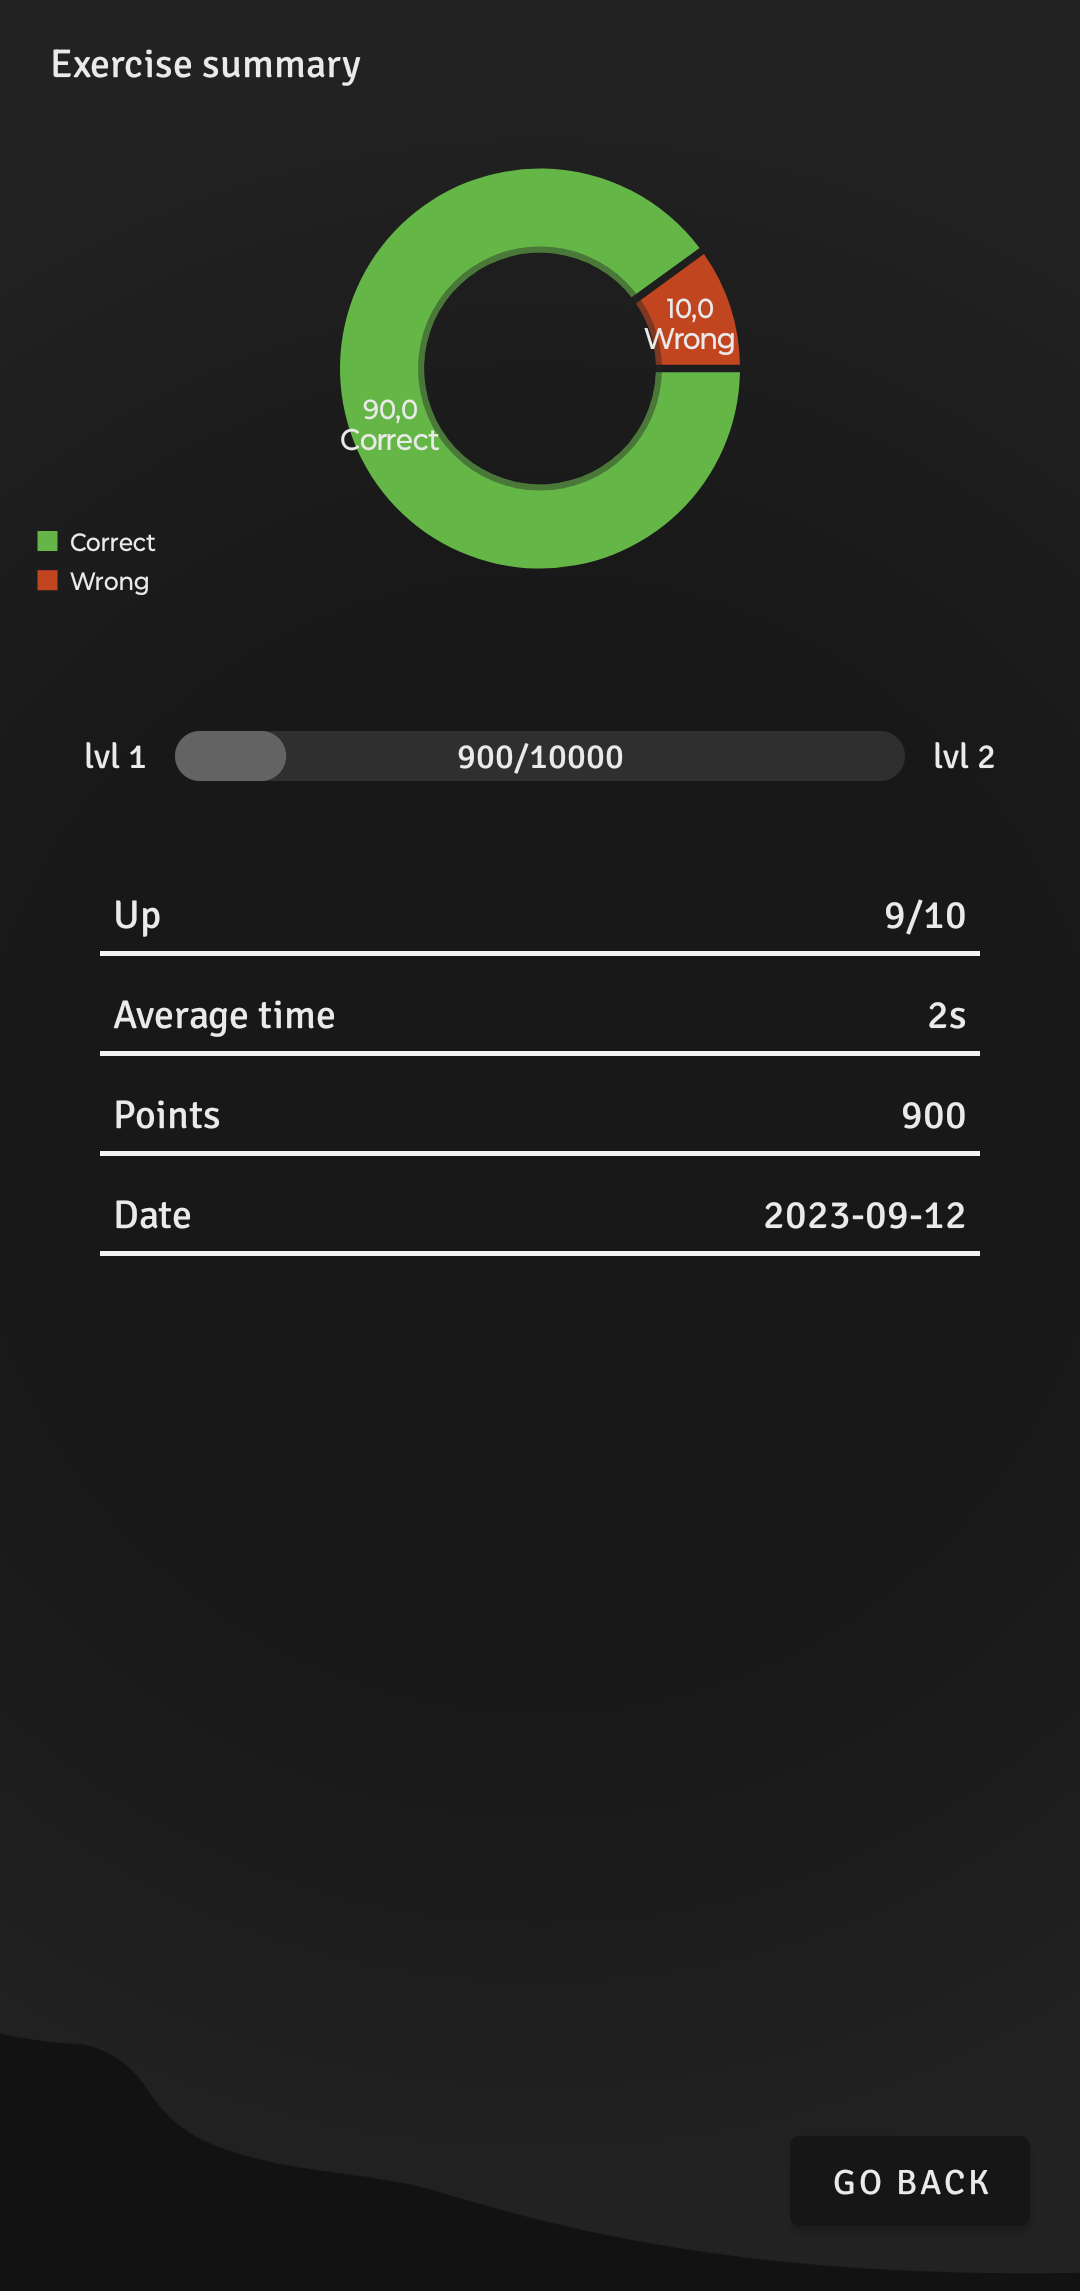 Exercise summary
10,0
Wrong
90,0
Correct
Correct
Wrong
lvl 1 900/10000 lvl 2
Up 9/10
Average time 2s
Points 900
Date 2023-09-12
GO BACK